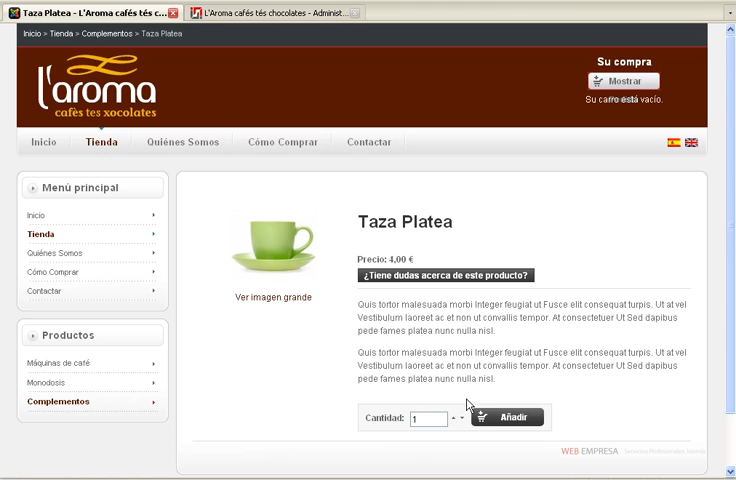 Taza Platea - L'Aroma cafés tés c...
L'Aroma cafés tés chocolates - Administ...
Inicio > Tienda > Complementos > Taza Platea
l'aroma
cafès tes xocolates
Su compra
Mostrar
Su carro está vacío.
Inicio
Tienda
Quiénes Somos
Cómo Comprar
Contactar
Menú principal
Inicio
Tienda
Quiénes Somos
Cómo Comprar
Contactar
Productos
Máquinas de café
Monodosis
Complementos
Ver imagen grande
Taza Platea
Precio: 4,00 €
¿Tiene dudas acerca de este producto?
Quis tortor malesuada morbi Integer feugiat ut Fusce elit consequat turpis. Ut at vel
Vestibulum laoreet ac et non ut convallis tempor. At consectetuer Ut Sed dapibus
pede fames platea nunc nulla nisl.
Quis tortor malesuada morbi Integer feugiat ut Fusce elit consequat turpis. Ut at vel
Vestibulum laoreet ac et non ut convallis tempor. At consectetuer Ut Sed dapibus
pede fames platea nunc nulla nisl.
Cantidad: 1
Añadir
WEB EMPRESA